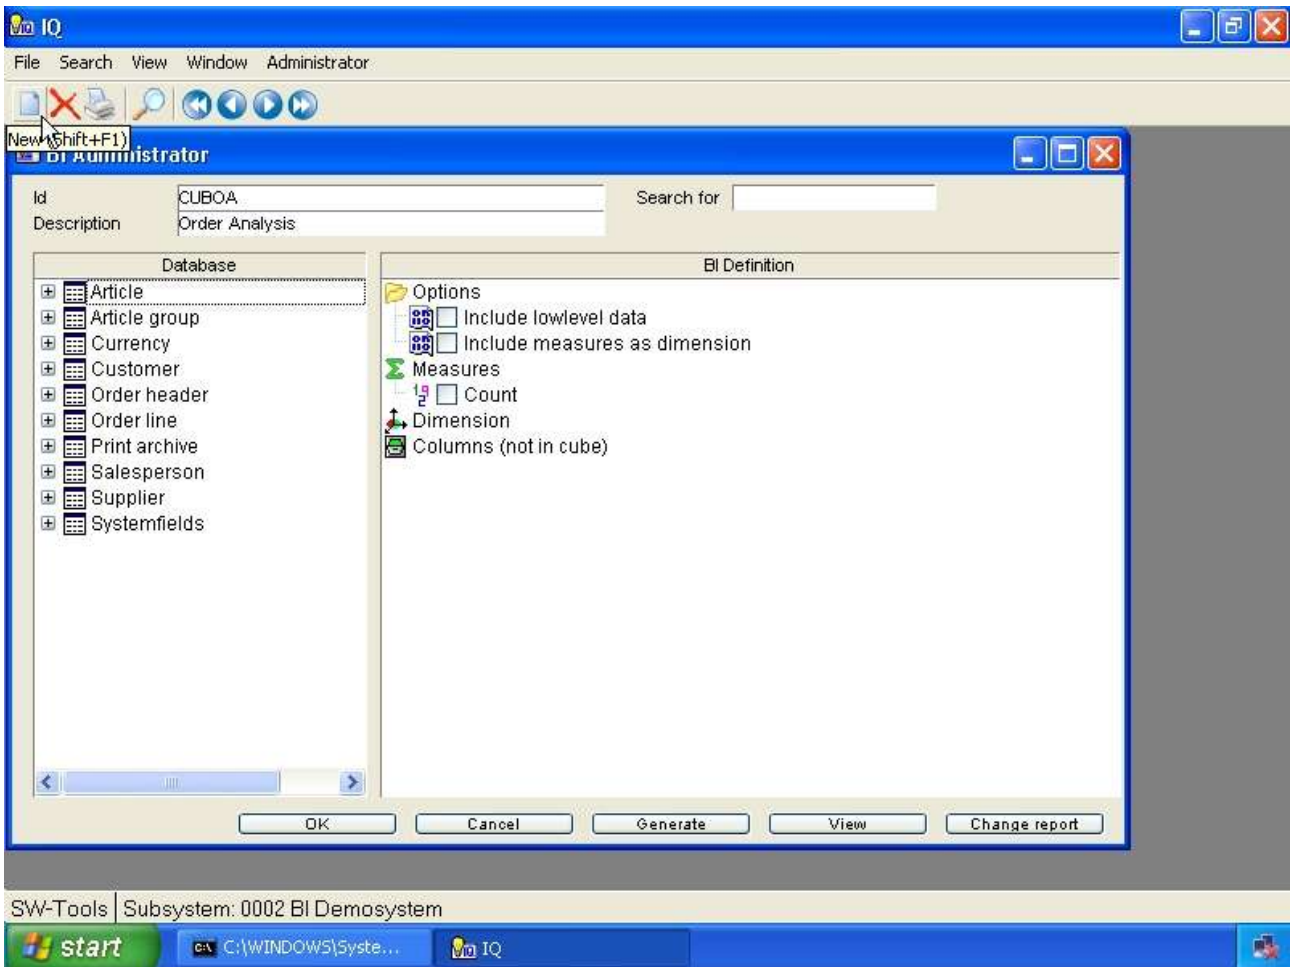 IQ
File Search View Window Administrator
New (Shift+F1)
BI Administrator
Id CUBOA Search for
Description Order Analysis
Database BI Definition
Article
Article group
Currency
Customer
Order header
Order line
Print archive
Salesperson
Supplier
Systemfields
Options
Include lowlevel data
Include measures as dimension
Measures
Count
Dimension
Columns (not in cube)
OK Cancel Generate View Change report
SW-Tools Subsystem: 0002 BI Demosystem
start C:\WINDOWS\Syste... IQ